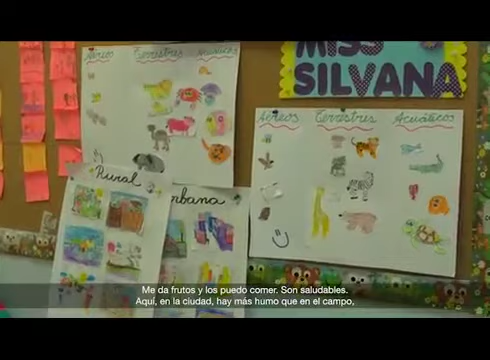 MISS
SILVANA
Aéreos Terrestres Acuáticos
Aéreos Terrestres Acuáticos
Rural
rbana
Me da frutos y los puedo comer. Son saludables.
Aquí, en la ciudad, hay más humo que en el campo,